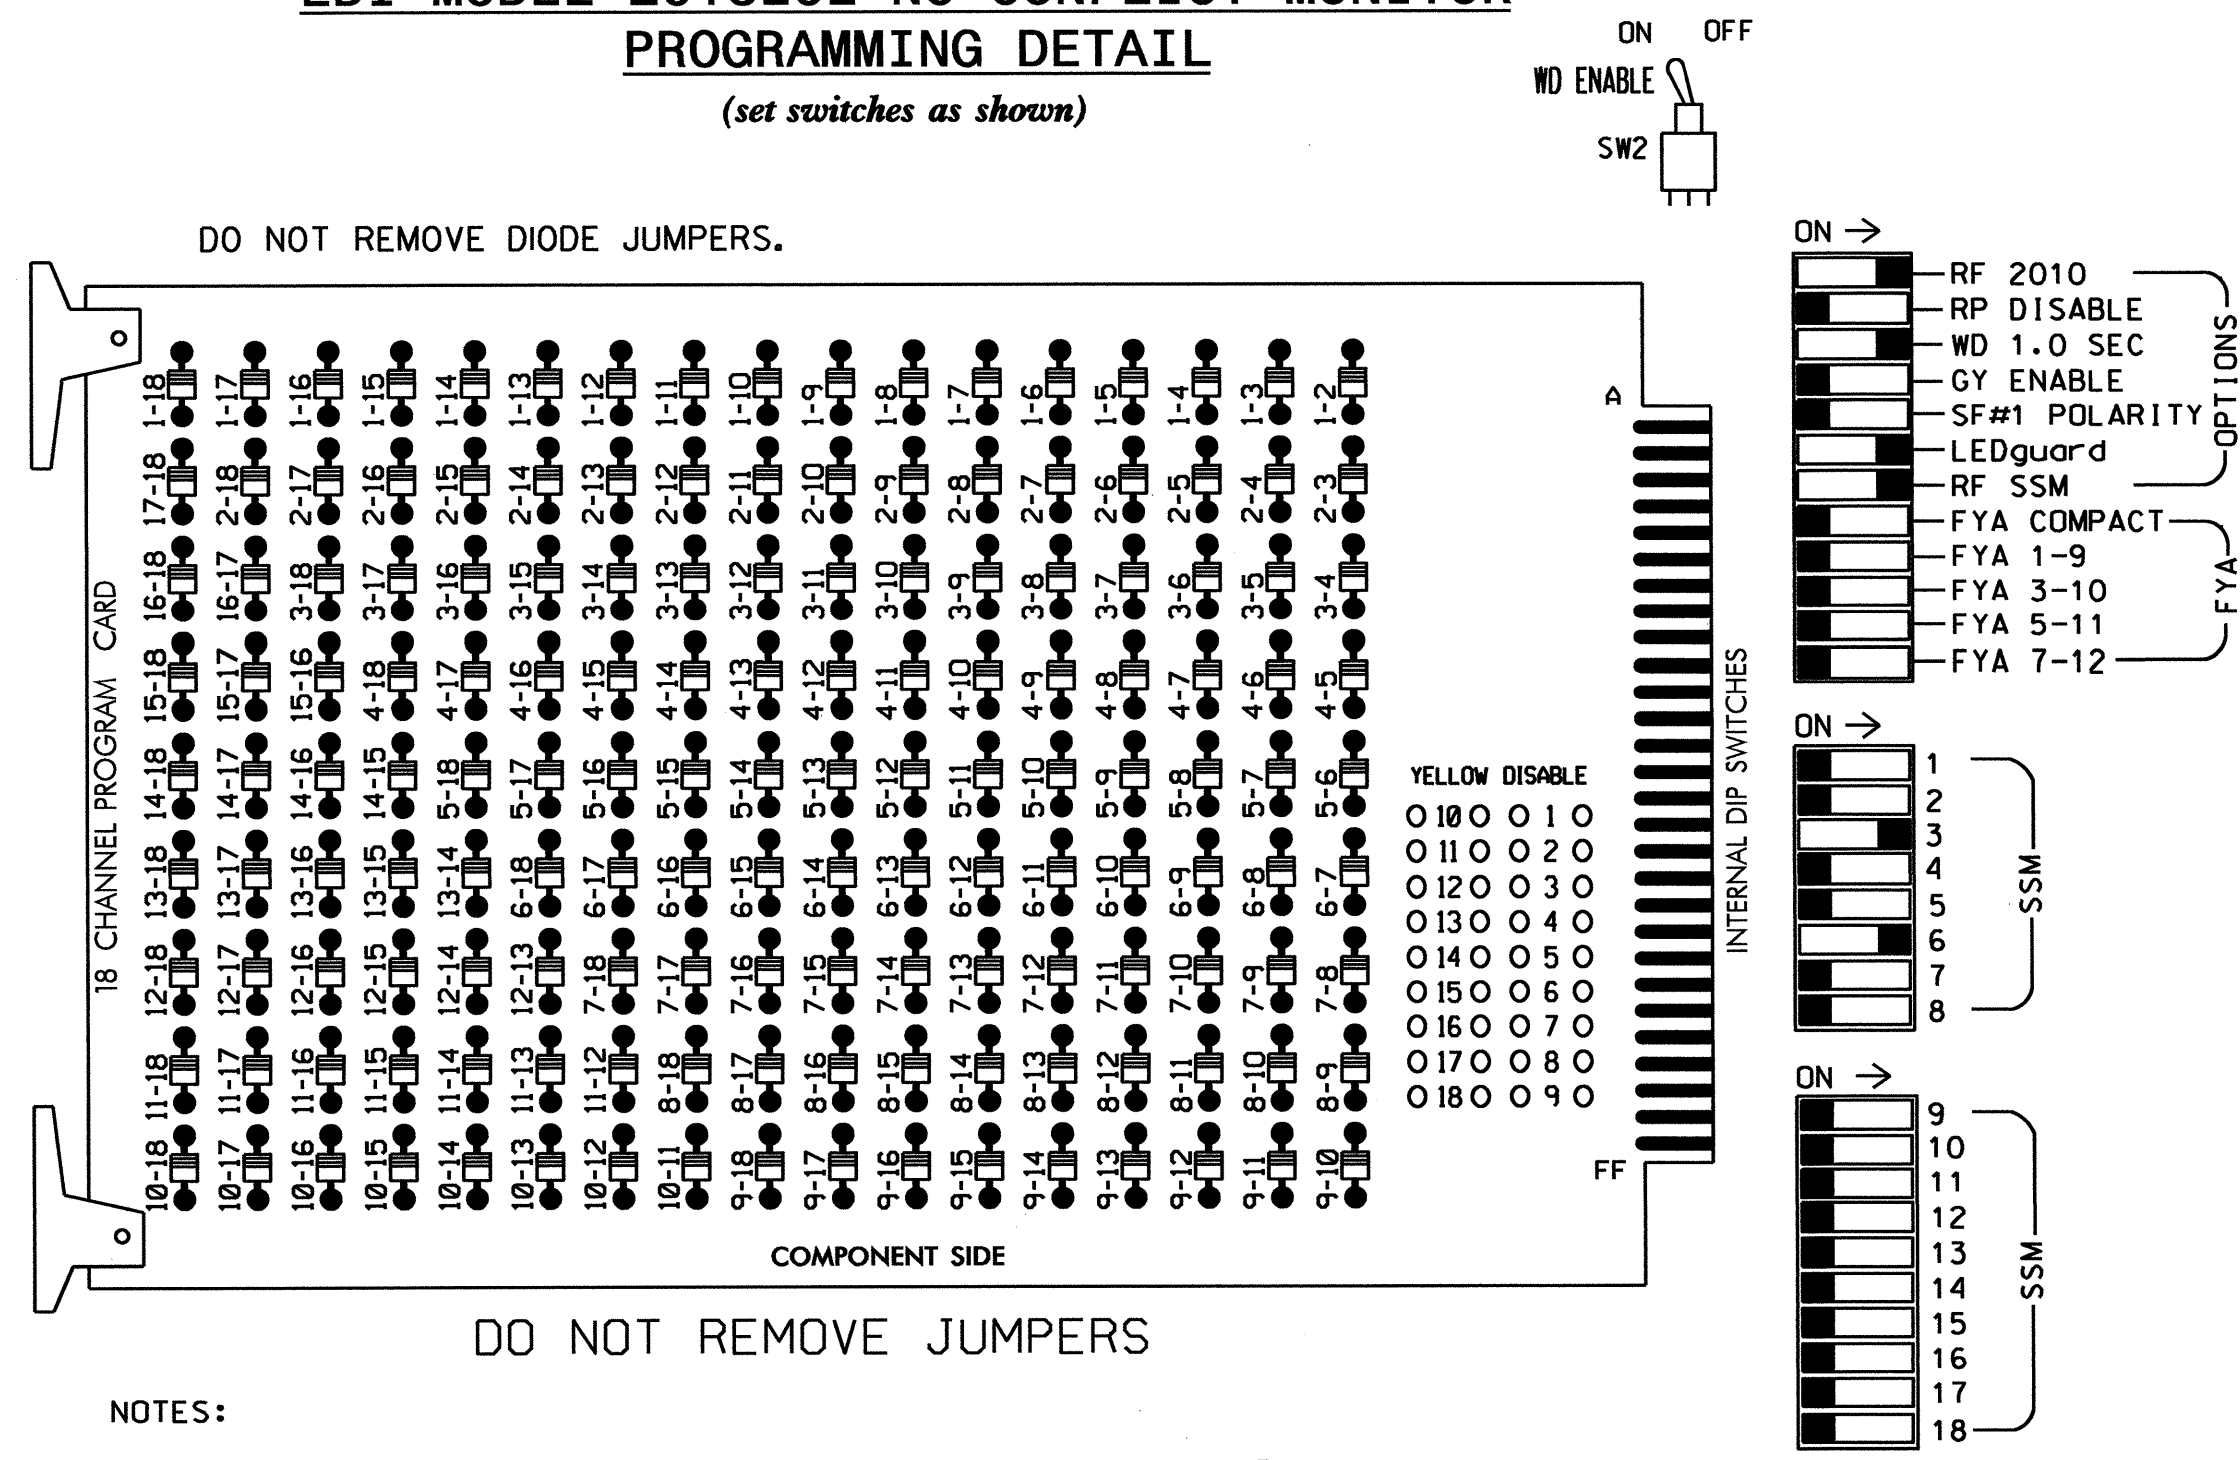 PROGRAMMING DETAIL
(set switches as shown)
ON OFF
WD ENABLE
SW2
DO NOT REMOVE DIODE JUMPERS.
18 CHANNEL PROGRAM CARD
1-18 1-17 1-16 1-15 1-14 1-13 1-12 1-11 1-10 1-9 1-8 1-7 1-6 1-5 1-4 1-3 1-2
17-18 2-18 2-17 2-16 2-15 2-14 2-13 2-12 2-11 2-10 2-9 2-8 2-7 2-6 2-5 2-4 2-3
16-18 16-17 3-18 3-17 3-16 3-15 3-14 3-13 3-12 3-11 3-10 3-9 3-8 3-7 3-6 3-5 3-4
15-18 15-17 15-16 4-18 4-17 4-16 4-15 4-14 4-13 4-12 4-11 4-10 4-9 4-8 4-7 4-6 4-5
14-18 14-17 14-16 14-15 5-18 5-17 5-16 5-15 5-14 5-13 5-12 5-11 5-10 5-9 5-8 5-7 5-6
13-18 13-17 13-16 13-15 13-14 6-18 6-17 6-16 6-15 6-14 6-13 6-12 6-11 6-10 6-9 6-8 6-7
12-18 12-17 12-16 12-15 12-14 12-13 7-18 7-17 7-16 7-15 7-14 7-13 7-12 7-11 7-10 7-9 7-8
11-18 11-17 11-16 11-15 11-14 11-13 11-12 8-18 8-17 8-16 8-15 8-14 8-13 8-12 8-11 8-10 8-9
10-18 10-17 10-16 10-15 10-14 10-13 10-12 10-11 9-18 9-17 9-16 9-15 9-14 9-13 9-12 9-11 9-10
COMPONENT SIDE
YELLOW DISABLE
10 1
11 2
12 3
13 4
14 5
15 6
16 7
17 8
18 9
A
FF
INTERNAL DIP SWITCHES
ON →
RF 2010
RP DISABLE
WD 1.0 SEC
GY ENABLE
SF#1 POLARITY
LEDguard
RF SSM
OPTIONS
FYA COMPACT
FYA 1-9
FYA 3-10
FYA 5-11
FYA 7-12
FYA
ON →
1
2
3
4
5
6
7
8
SSM
ON →
9
10
11
12
13
14
15
16
17
18
SSM
DO NOT REMOVE JUMPERS
NOTES: